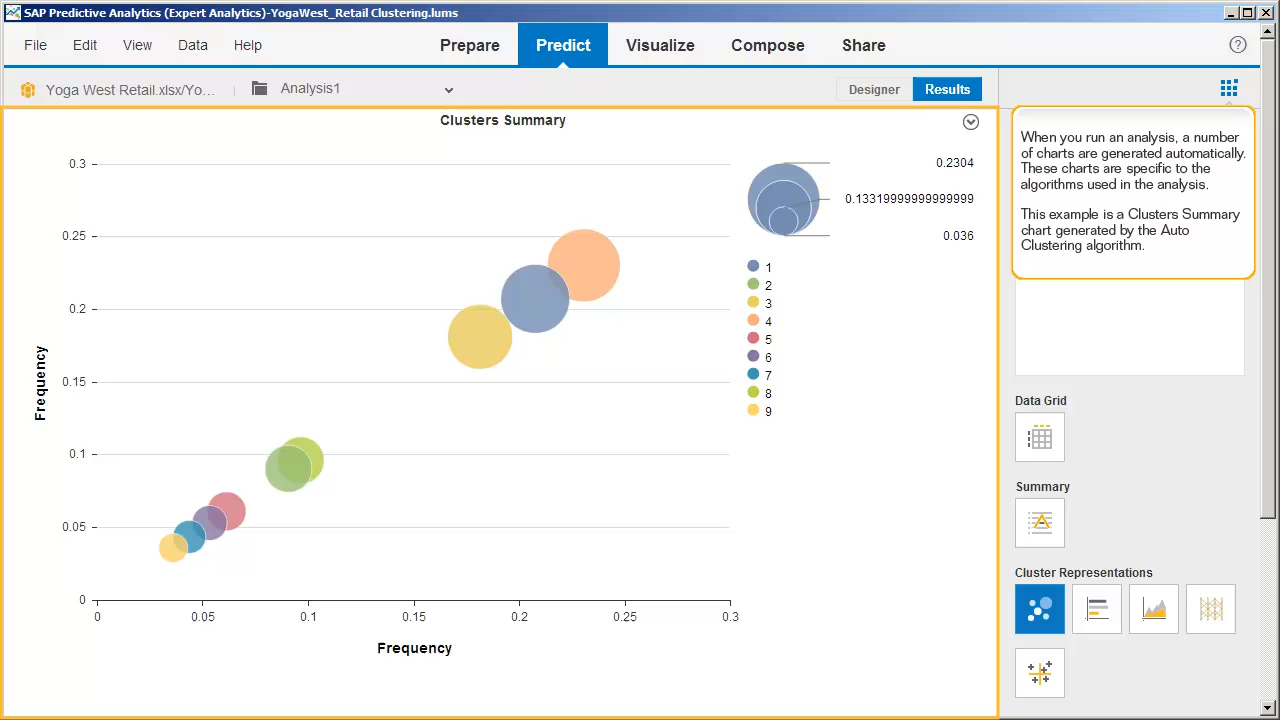 SAP Predictive Analytics (Expert Analytics)-YogaWest_Retail Clustering.lums
File Edit View Data Help
Prepare Predict Visualize Compose Share
Yoga West Retail.xlsx/Yo... Analysis1
Designer Results
Clusters Summary
When you run an analysis, a number
of charts are generated automatically.
These charts are specific to the
algorithms used in the analysis.
This example is a Clusters Summary
chart generated by the Auto
Clustering algorithm.
0.3
0.25
0.2
0.15
0.1
0.05
0
Frequency
0 0.05 0.1 0.15 0.2 0.25 0.3
Frequency
0.2304
0.13319999999999999
0.036
1
2
3
4
5
6
7
8
9
Data Grid
Summary
Cluster Representations